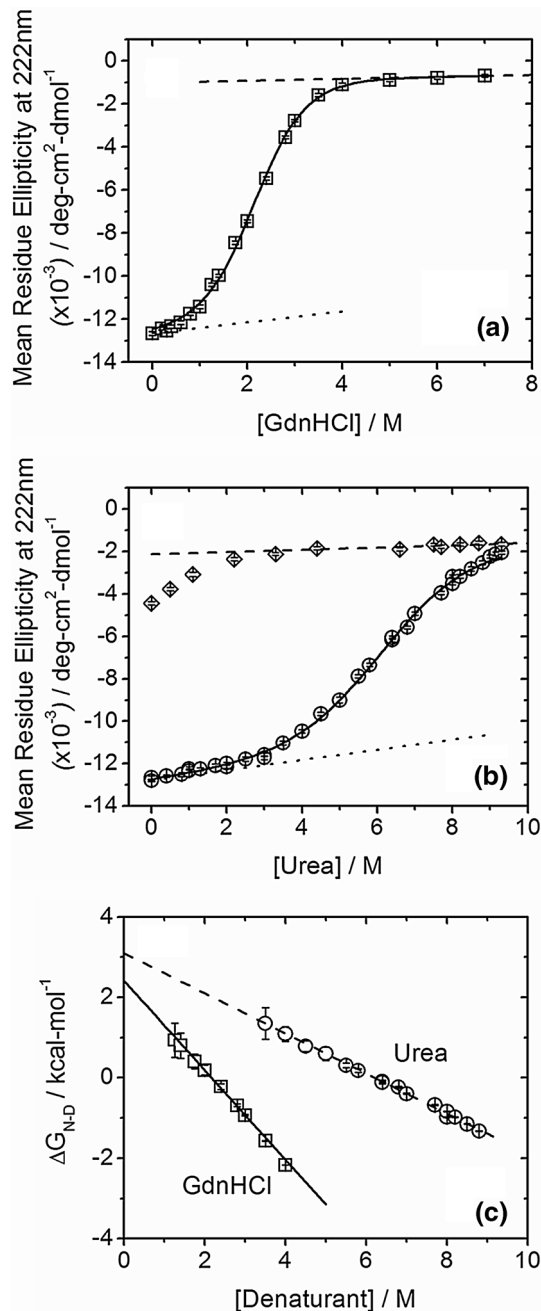 Mean Residue Ellipticity at 222nm
(x10⁻³) / deg-cm²-dmol⁻¹
0
-2
-4
-6
-8
-10
-12
-14
(a)
0 2 4 6 8
[GdnHCl] / M
Mean Residue Ellipticity at 222nm
(x10⁻³) / deg-cm²-dmol⁻¹
0
-2
-4
-6
-8
-10
-12
-14
(b)
0 2 4 6 8 10
[Urea] / M
ΔG_N-D / kcal-mol⁻¹
4
2
0
-2
-4
Urea
GdnHCl
(c)
0 2 4 6 8 10
[Denaturant] / M